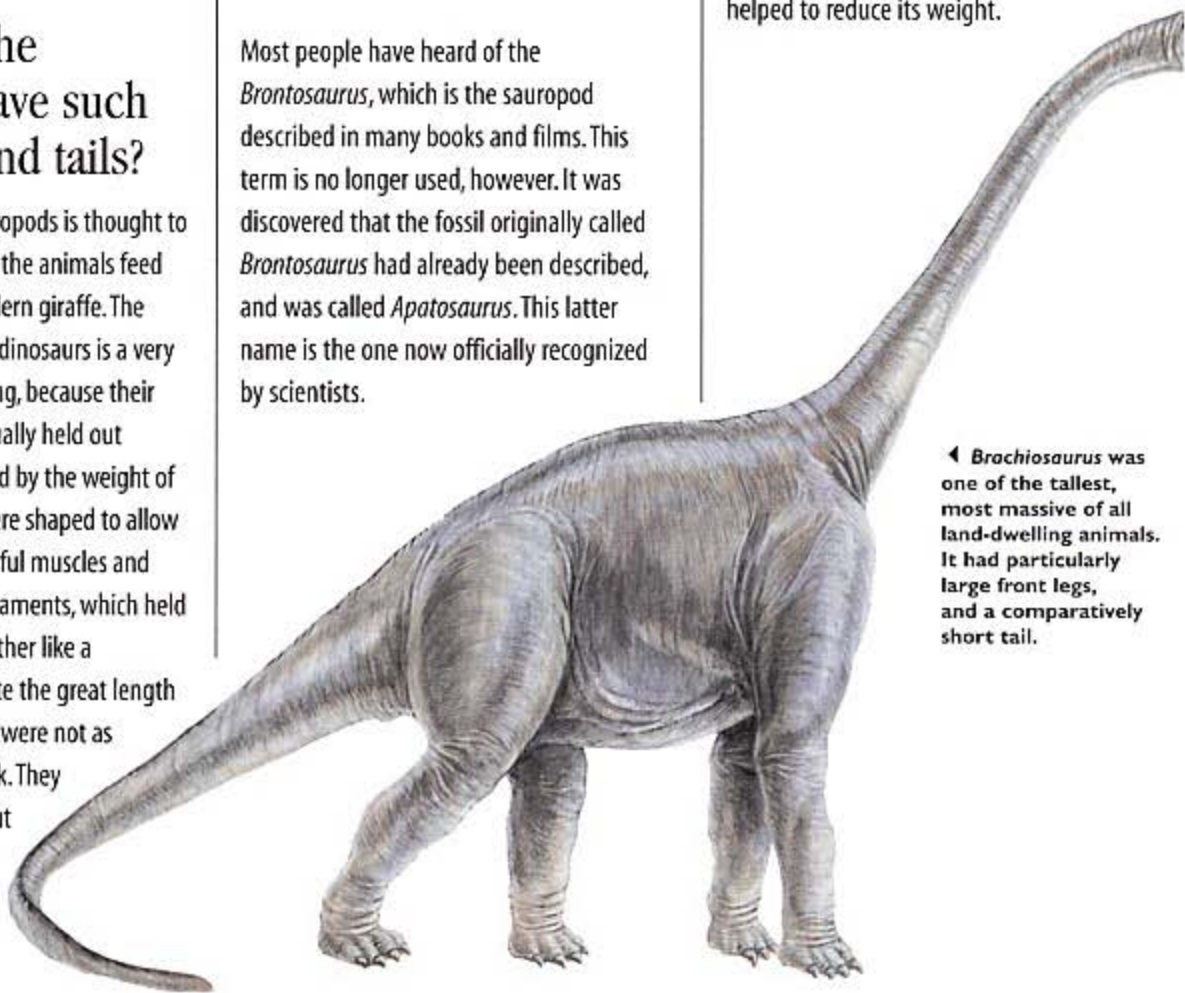 he
ave such
nd tails?
opods is thought to
the animals feed
lern giraffe. The
dinosaurs is a very
ng, because their
ally held out
d by the weight of
re shaped to allow
ful muscles and
aments, which held
ther like a
te the great length
were not as
k. They
ut
Most people have heard of the
Brontosaurus, which is the sauropod
described in many books and films. This
term is no longer used, however. It was
discovered that the fossil originally called
Brontosaurus had already been described,
and was called Apatosaurus. This latter
name is the one now officially recognized
by scientists.
helped to reduce its weight.
◀ Brachiosaurus was
one of the tallest,
most massive of all
land-dwelling animals.
It had particularly
large front legs,
and a comparatively
short tail.